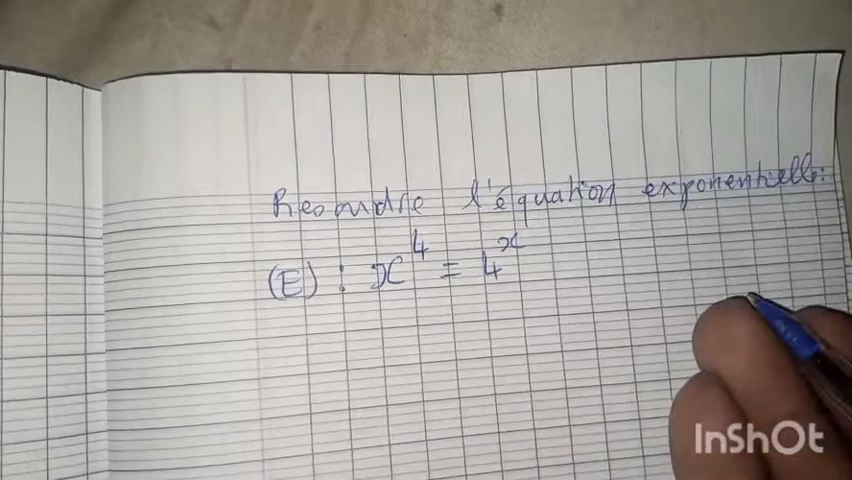 Resoudre l'équation exponentielle:
(E) : x⁴ = 4ˣ
InShOt